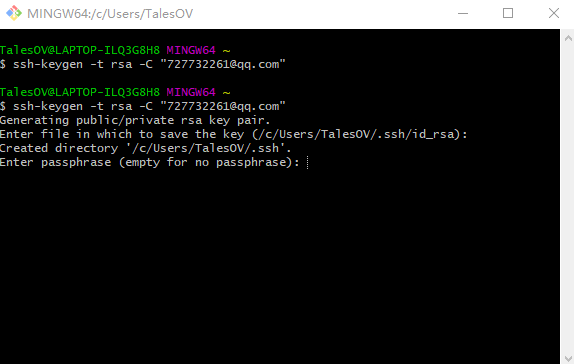 MINGW64:/c/Users/TalesOV
TalesOV@LAPTOP-ILQ3G8H8 MINGW64 ~
$ ssh-keygen -t rsa -C "727732261@qq.com"
TalesOV@LAPTOP-ILQ3G8H8 MINGW64 ~
$ ssh-keygen -t rsa -C "727732261@qq.com"
Generating public/private rsa key pair.
Enter file in which to save the key (/c/Users/TalesOV/.ssh/id_rsa):
Created directory '/c/Users/TalesOV/.ssh'.
Enter passphrase (empty for no passphrase):